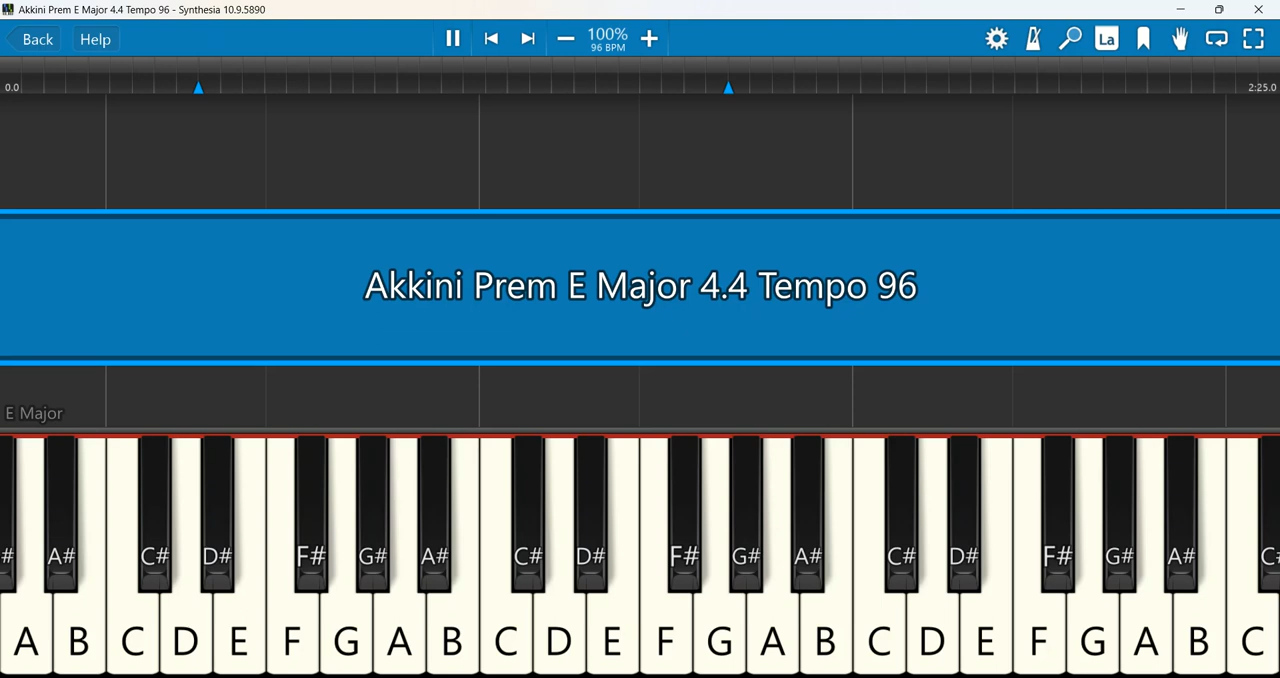 Akkini Prem E Major 4.4 Tempo 96 - Synthesia 10.9.5890
Back Help 100% La
96 BPM
0.0 2:25.0
Akkini Prem E Major 4.4 Tempo 96
E Major
# A# C# D# F# G# A# C# D# F# G# A# C# D# F# G# A# C#
A B C D E F G A B C D E F G A B C D E F G A B C